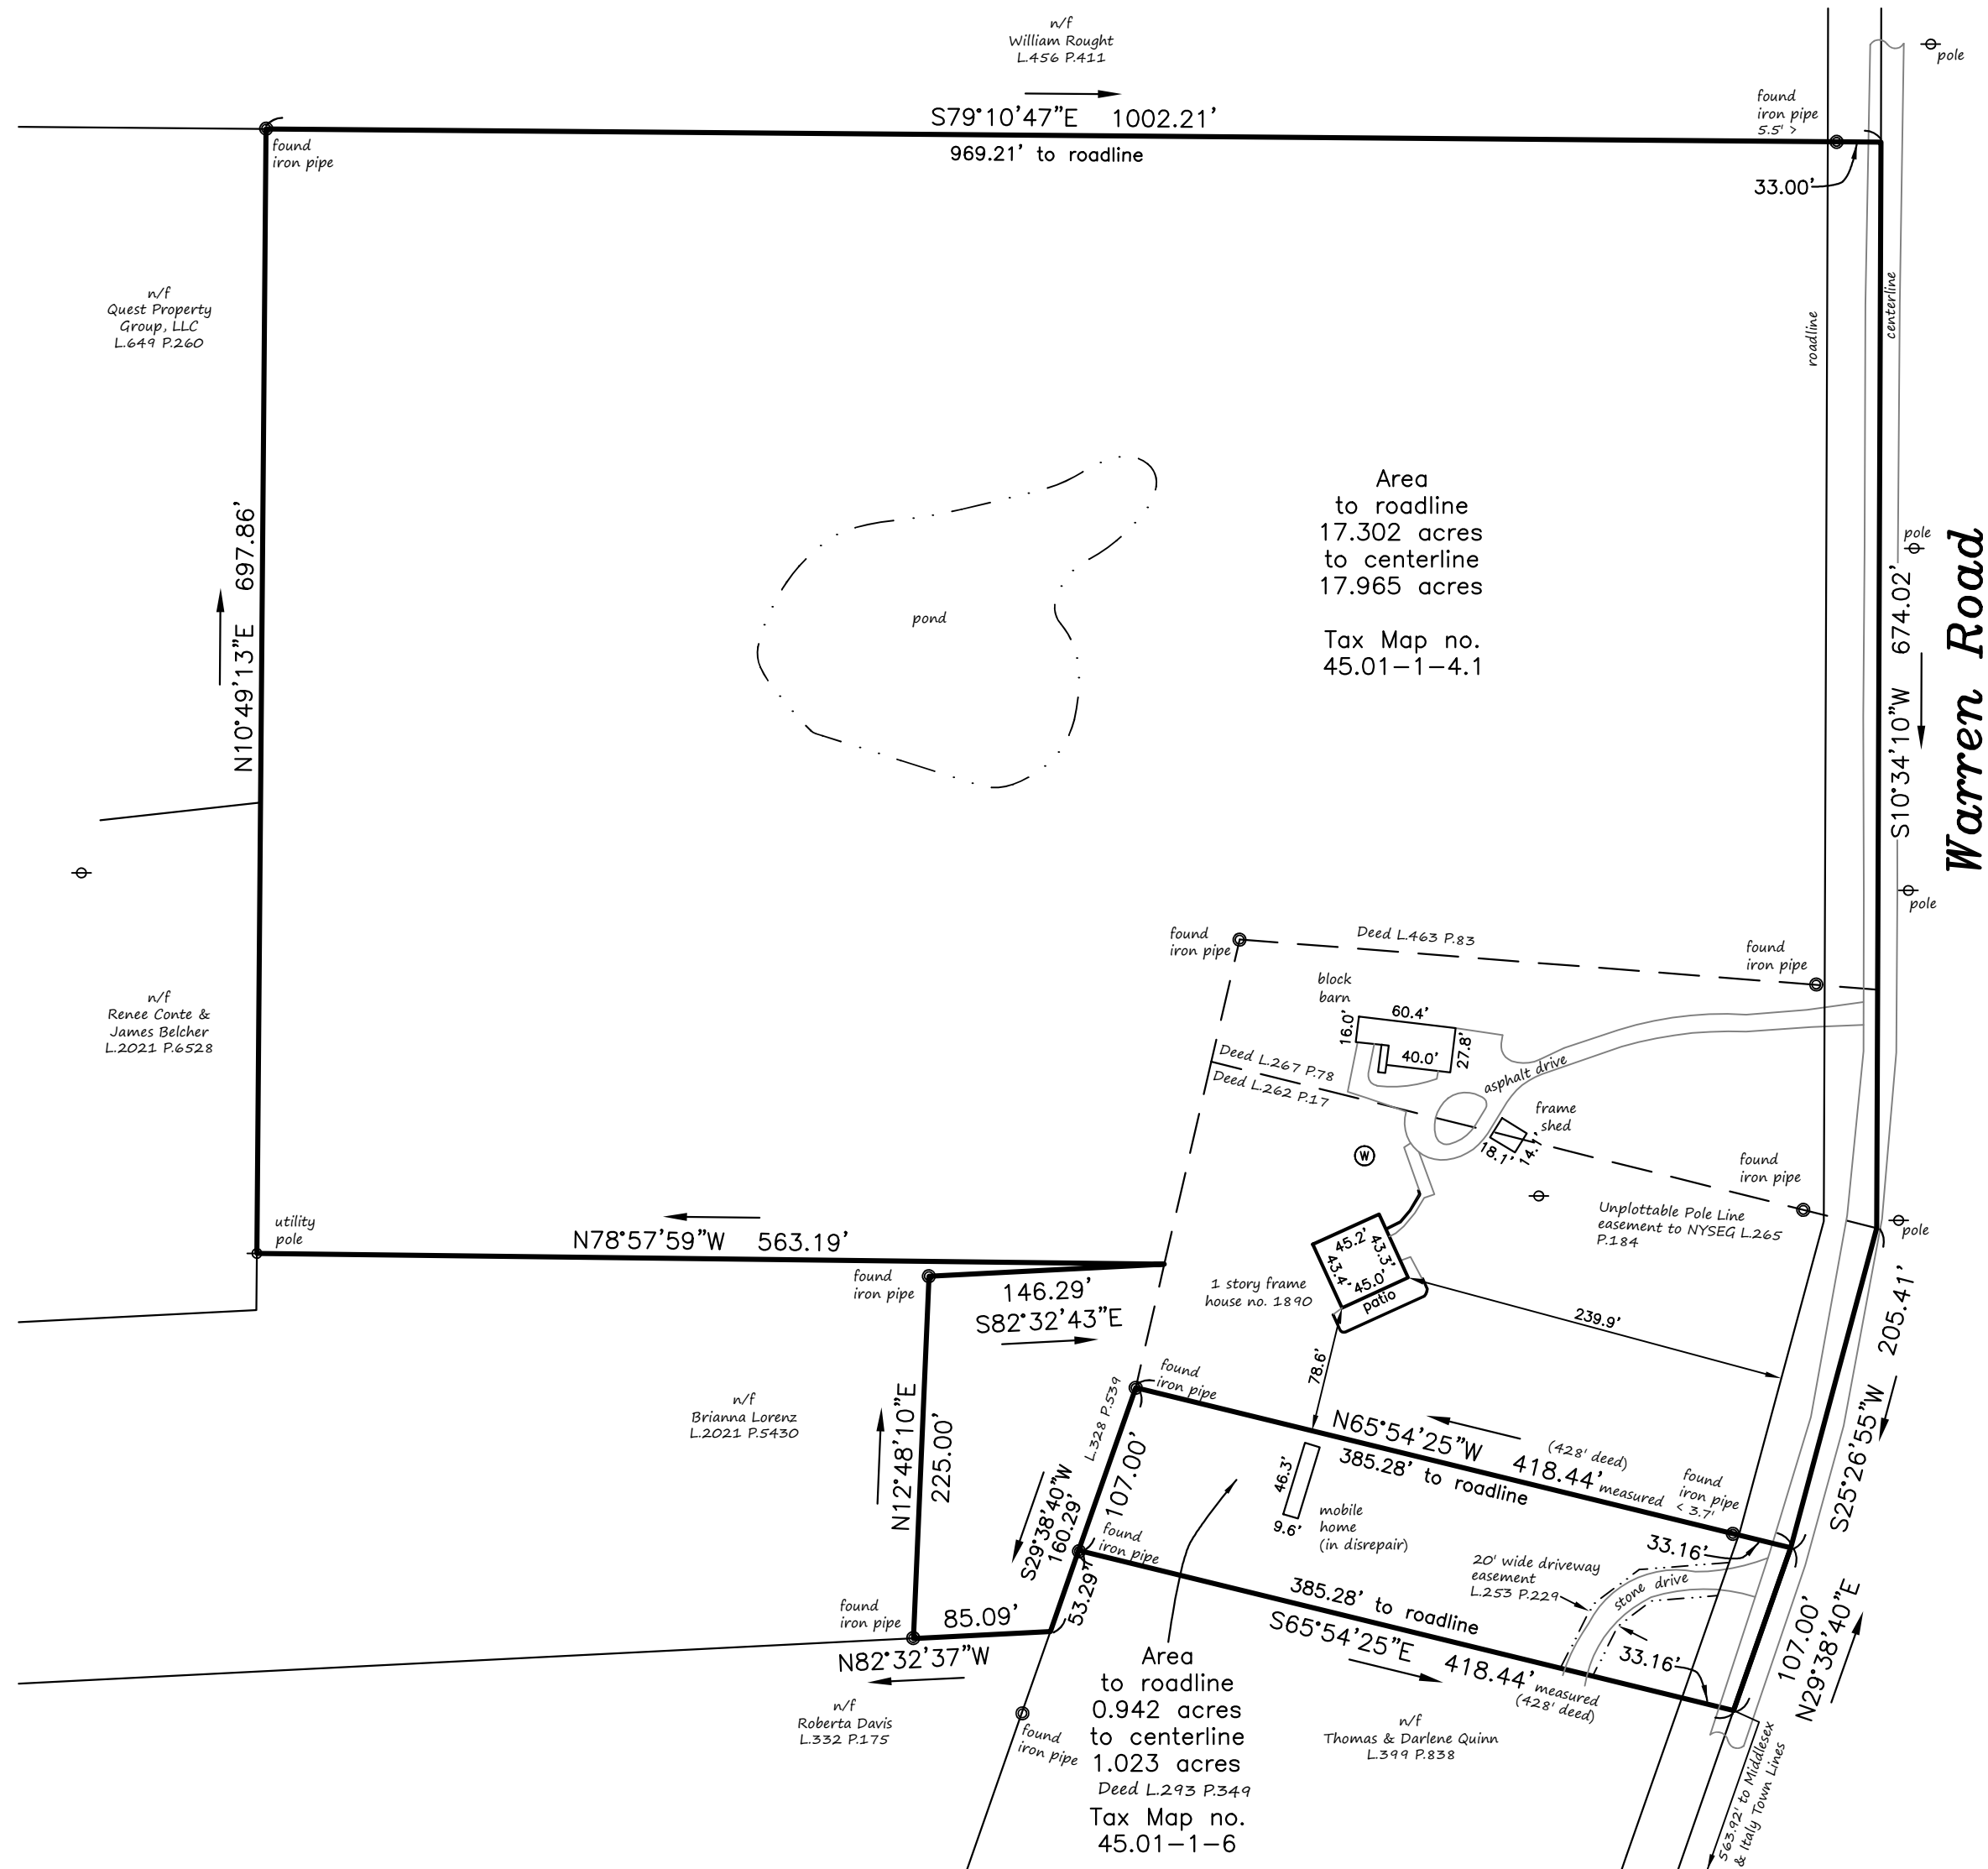 n/f
William Rought
L.456 P.411
S79°10'47"E 1002.21'
969.21' to roadline
found
iron pipe
5.5' >
33.00'
pole
found
iron pipe
n/f
Quest Property
Group, LLC
L.649 P.260
roadline
centerline
N10°49'13"E 697.86'
pond
Area
to roadline
17.302 acres
to centerline
17.965 acres
Tax Map no.
45.01-1-4.1
pole
S10°34'10"W 674.02'
Warren Road
pole
found
iron pipe
Deed L.463 P.83
found
iron pipe
block
barn
60.4'
16.0'
40.0'
27.8'
n/f
Renee Conte &
James Belcher
L.2021 P.6528
Deed L.267 P.78
Deed L.262 P.17
asphalt drive
frame
shed
18.1'
14.1'
W
found
iron pipe
Unplottable Pole Line
easement to NYSEG L.265
P.184
pole
utility
pole
N78°57'59"W 563.19'
found
iron pipe
146.29'
S82°32'43"E
45.2'
43.3'
43.4'
45.0'
patio
1 story frame
house no. 1890
239.9'
78.6'
205.41'
S25°26'55"W
n/f
Brianna Lorenz
L.2021 P.5430
N12°48'10"E
225.00'
L.328 P.539
found
iron pipe
N65°54'25"W 418.44' measured
(428' deed)
385.28' to roadline
found
iron pipe
< 3.7'
S29°38'40"W
160.29'
107.00'
46.3'
9.6'
mobile
home
(in disrepair)
found
iron pipe
33.16'
20' wide driveway
easement
L.253 P.229
stone drive
53.29'
385.28' to roadline
S65°54'25"E 418.44' measured
(428' deed)
33.16'
107.00'
N29°38'40"E
found
iron pipe
85.09'
N82°32'37"W
n/f
Roberta Davis
L.332 P.175
found
iron pipe
Area
to roadline
0.942 acres
to centerline
1.023 acres
Deed L.293 P.349
Tax Map no.
45.01-1-6
n/f
Thomas & Darlene Quinn
L.399 P.838
563.92' to Middlesex
& Italy Town Lines